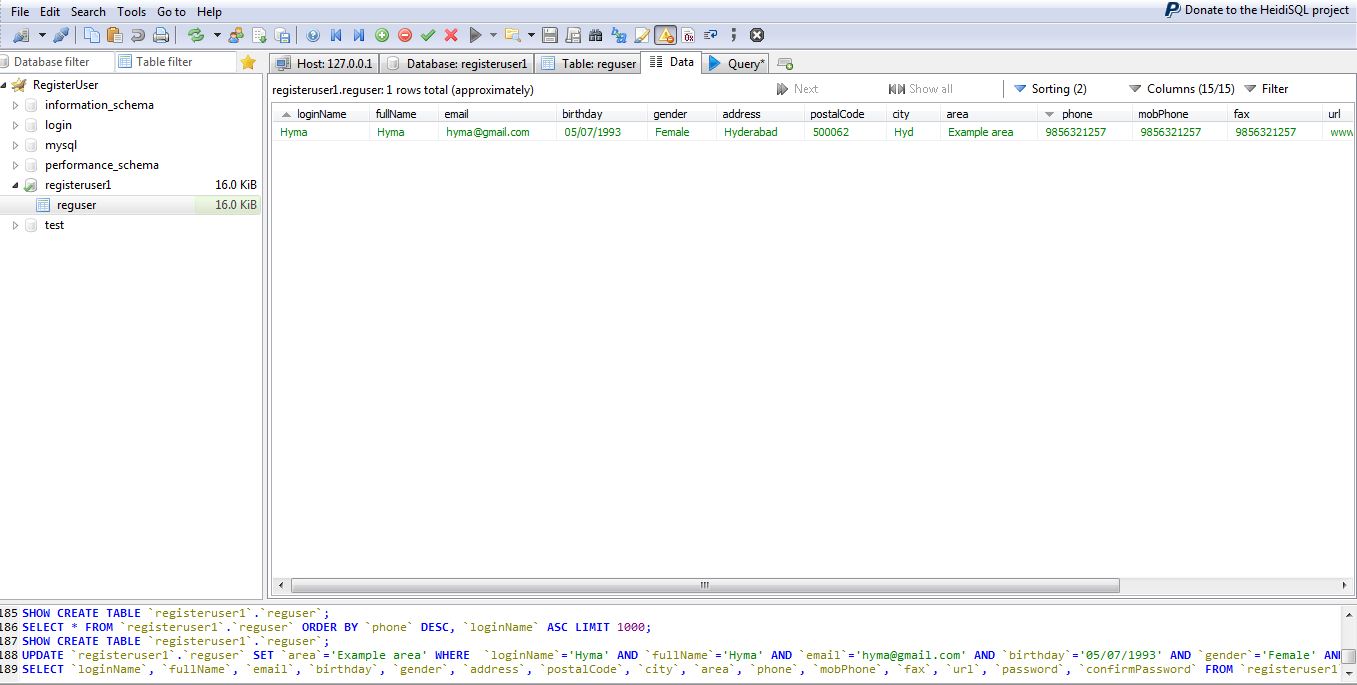 File Edit Search Tools Go to Help
Donate to the HeidiSQL project
Database filter Table filter
Host: 127.0.0.1 Database: registeruser1 Table: reguser Data Query*
RegisterUser
information_schema
login
mysql
performance_schema
registeruser1 16.0 KiB
reguser 16.0 KiB
test
registeruser1.reguser: 1 rows total (approximately) Next Show all Sorting (2) Columns (15/15) Filter
loginName fullName email birthday gender address postalCode city area phone mobPhone fax url
Hyma Hyma hyma@gmail.com 05/07/1993 Female Hyderabad 500062 Hyd Example area 9856321257 9856321257 9856321257 www
185 SHOW CREATE TABLE `registeruser1`.`reguser`;
186 SELECT * FROM `registeruser1`.`reguser` ORDER BY `phone` DESC, `loginName` ASC LIMIT 1000;
187 SHOW CREATE TABLE `registeruser1`.`reguser`;
188 UPDATE `registeruser1`.`reguser` SET `area`='Example area' WHERE  `loginName`='Hyma' AND `fullName`='Hyma' AND `email`='hyma@gmail.com' AND `birthday`='05/07/1993' AND `gender`='Female' AN
189 SELECT `loginName`, `fullName`, `email`, `birthday`, `gender`, `address`, `postalCode`, `city`, `area`, `phone`, `mobPhone`, `fax`, `url`, `password`, `confirmPassword` FROM `registeruser1